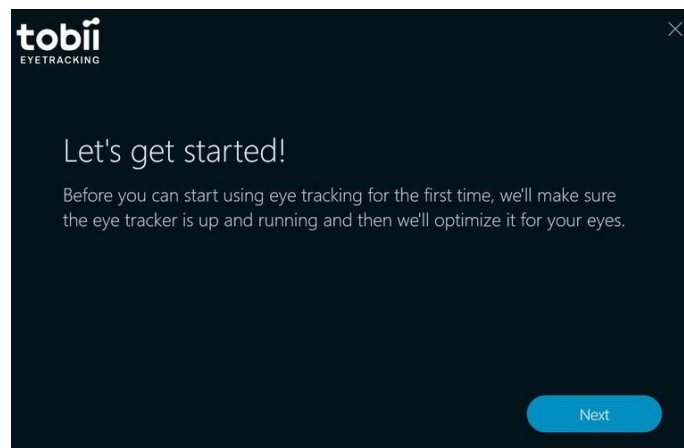 tobii
EYETRACKING
Let's get started!
Before you can start using eye tracking for the first time, we'll make sure
the eye tracker is up and running and then we'll optimize it for your eyes.
Next